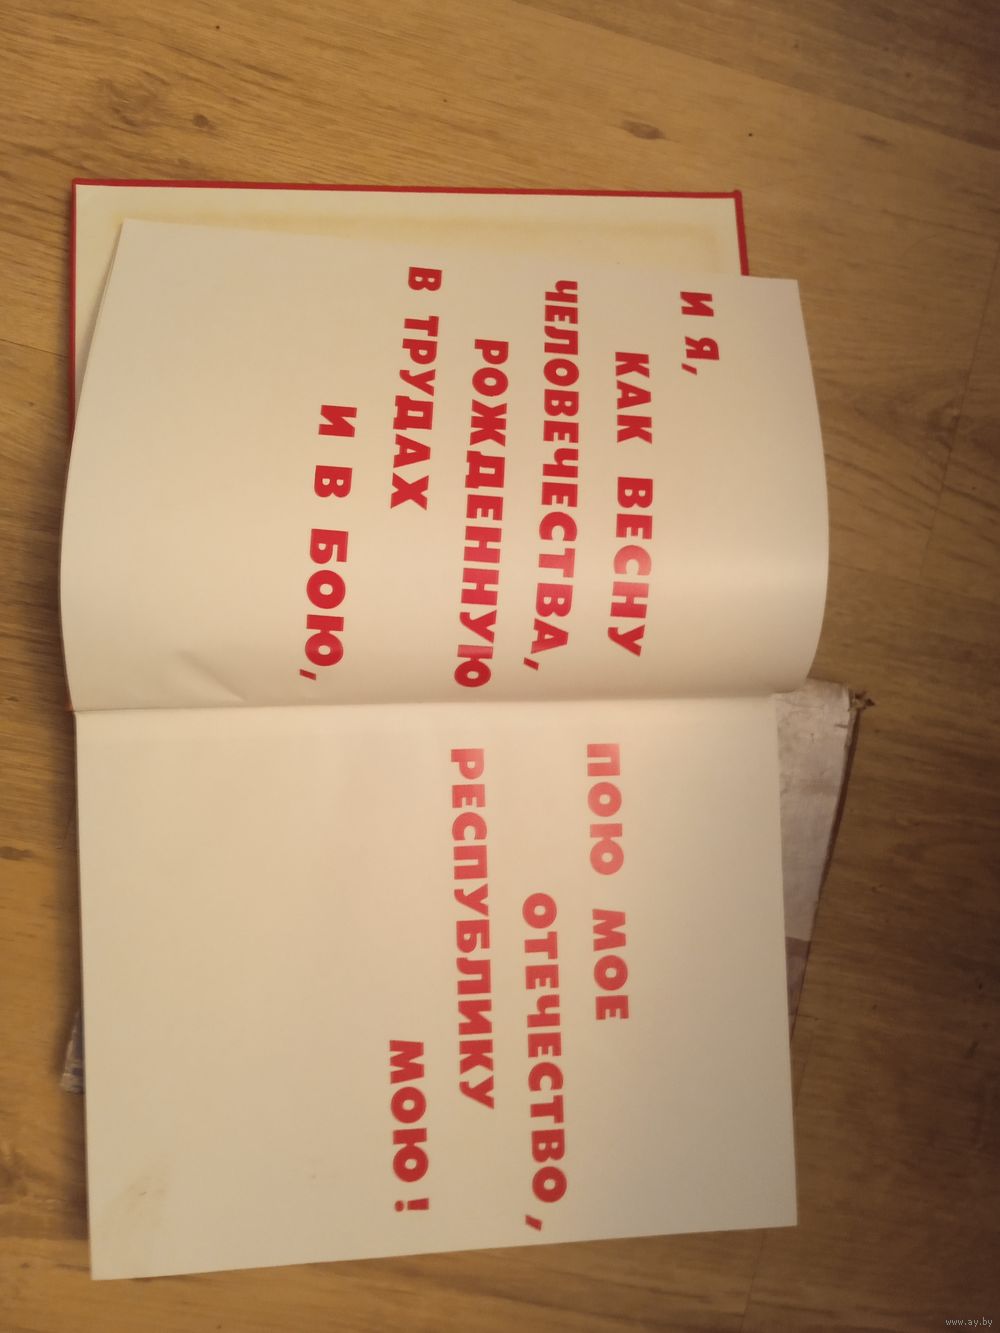 И Я,
КАК ВЕСНУ
ЧЕЛОВЕЧЕСТВА,
РОЖДЕННУЮ
В ТРУДАХ
И В БОЮ,
ПОЮ МОЕ
ОТЕЧЕСТВО,
РЕСПУБЛИКУ
МОЮ!
www.ay.by